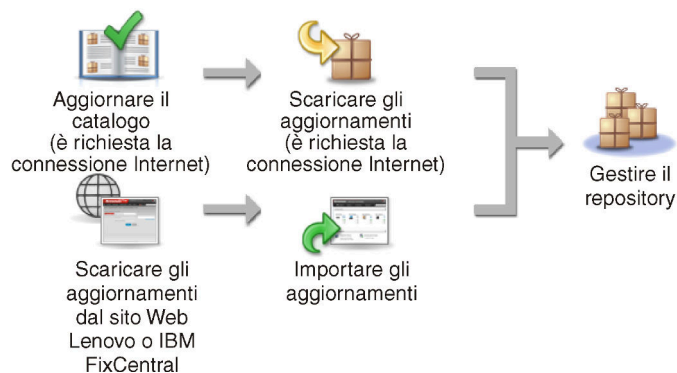 Aggiornare il
catalogo
(è richiesta la
connessione Internet)
Scaricare gli
aggiornamenti
(è richiesta la
connessione Internet)
Scaricare gli
aggiornamenti
dal sito Web
Lenovo o IBM
FixCentral
Importare gli
aggiornamenti
Gestire il
repository